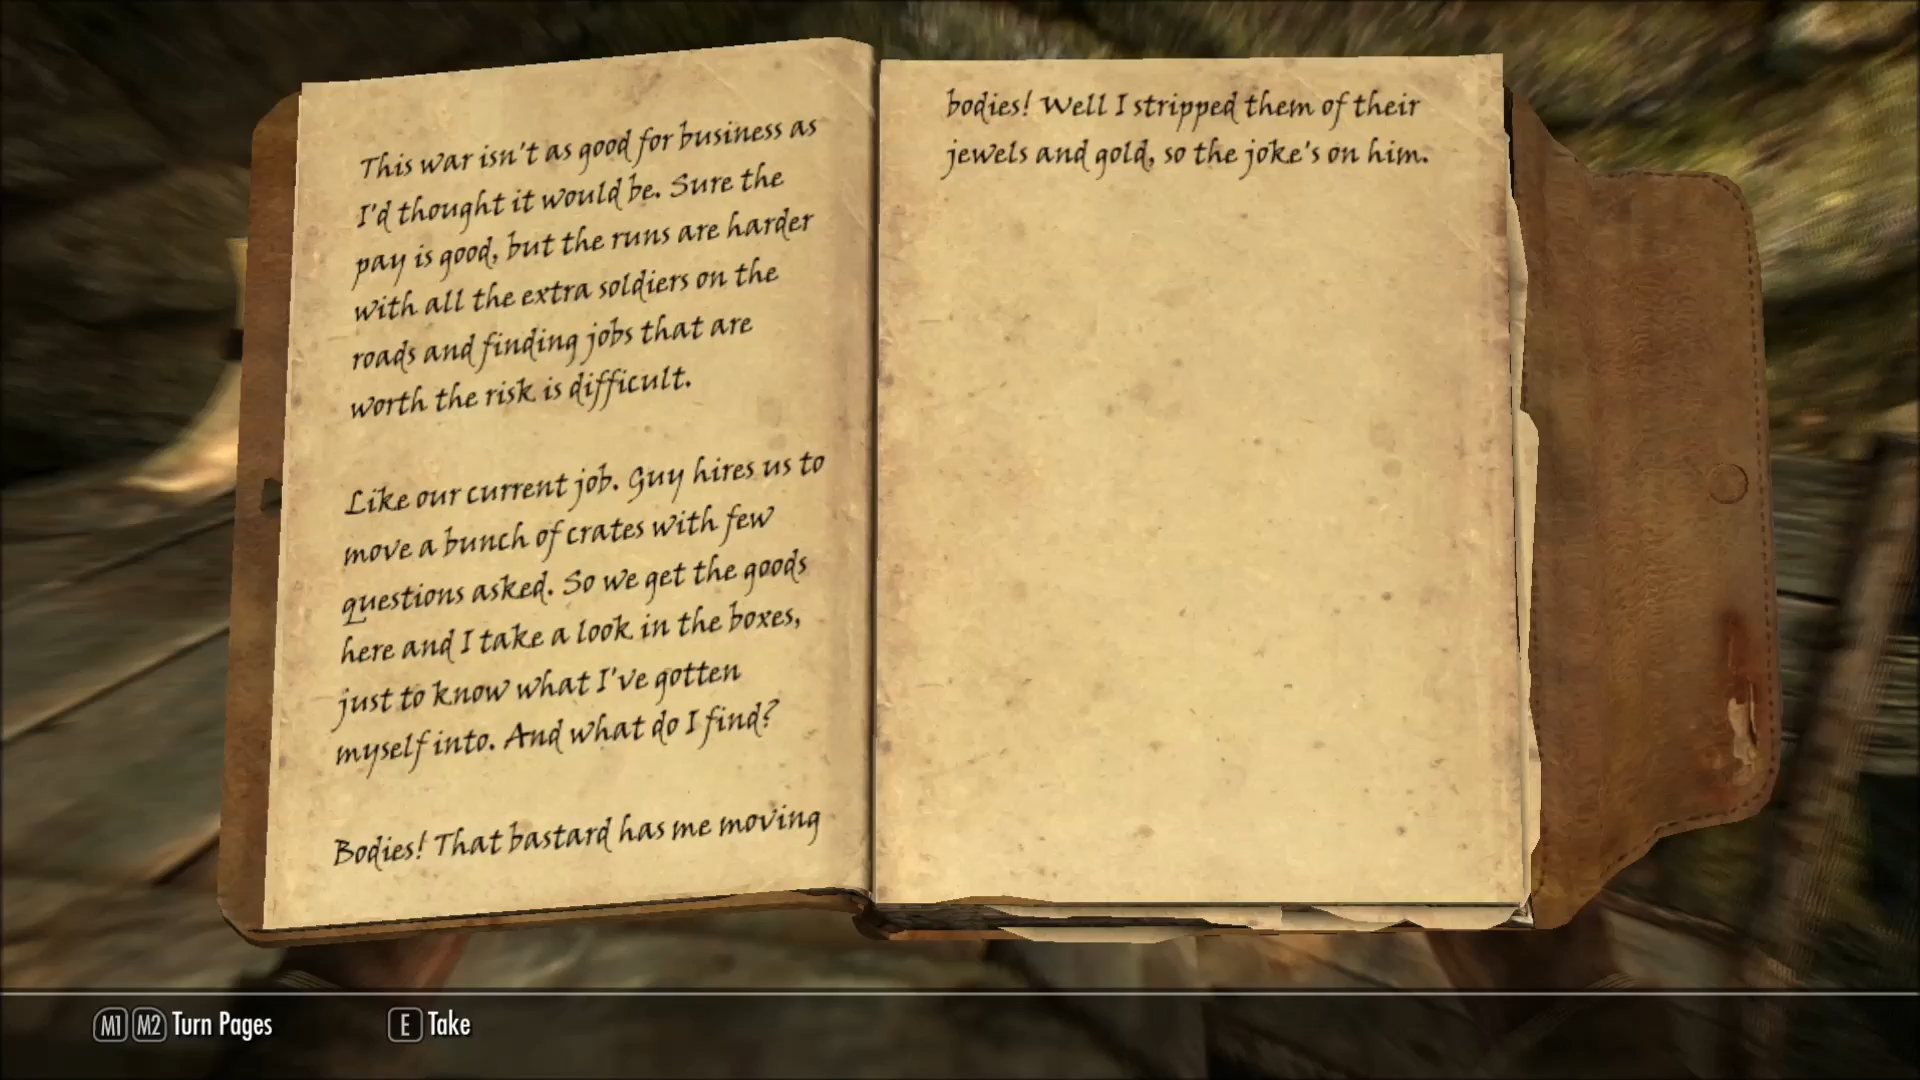 This war isn't as good for business as
I'd thought it would be. Sure the
pay is good, but the runs are harder
with all the extra soldiers on the
roads and finding jobs that are
worth the risk is difficult.
Like our current job. Guy hires us to
move a bunch of crates with few
questions asked. So we get the goods
here and I take a look in the boxes,
just to know what I've gotten
myself into. And what do I find?
Bodies! That bastard has me moving
bodies! Well I stripped them of their
jewels and gold, so the joke's on him.
M1 M2 Turn Pages E Take